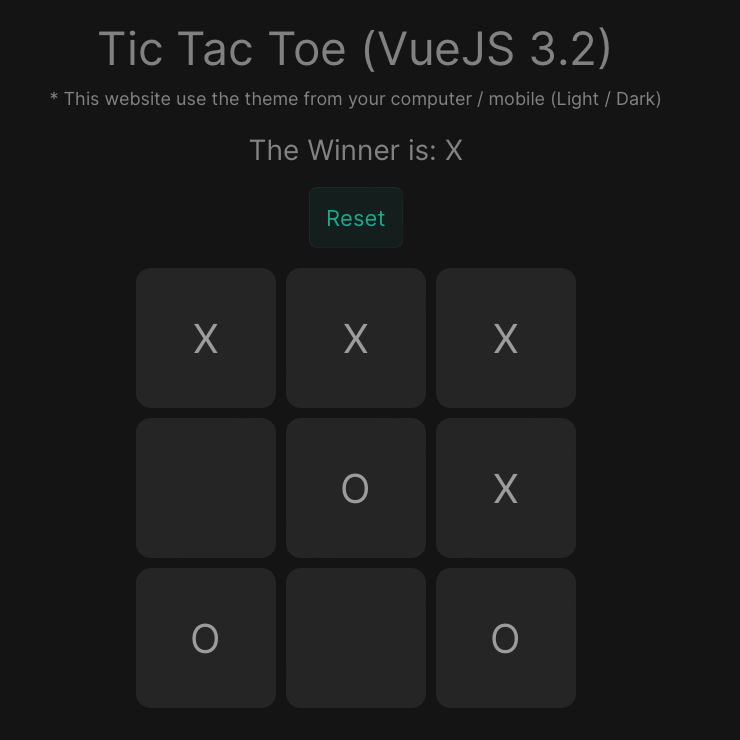 Tic Tac Toe (VueJS 3.2)
* This website use the theme from your computer / mobile (Light / Dark)
The Winner is: X
Reset
X X X
O X
O O